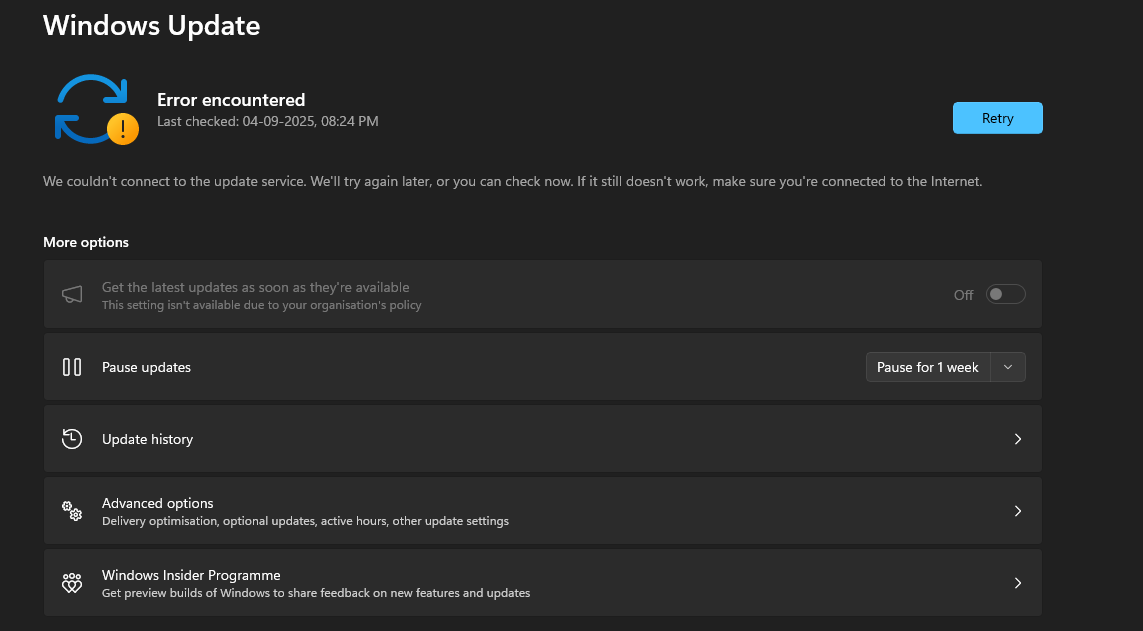 Windows Update
Error encountered
Last checked: 04-09-2025, 08:24 PM
Retry
We couldn't connect to the update service. We'll try again later, or you can check now. If it still doesn't work, make sure you're connected to the Internet.
More options
Get the latest updates as soon as they're available
This setting isn't available due to your organisation's policy
Off
Pause updates
Pause for 1 week
Update history
Advanced options
Delivery optimisation, optional updates, active hours, other update settings
Windows Insider Programme
Get preview builds of Windows to share feedback on new features and updates